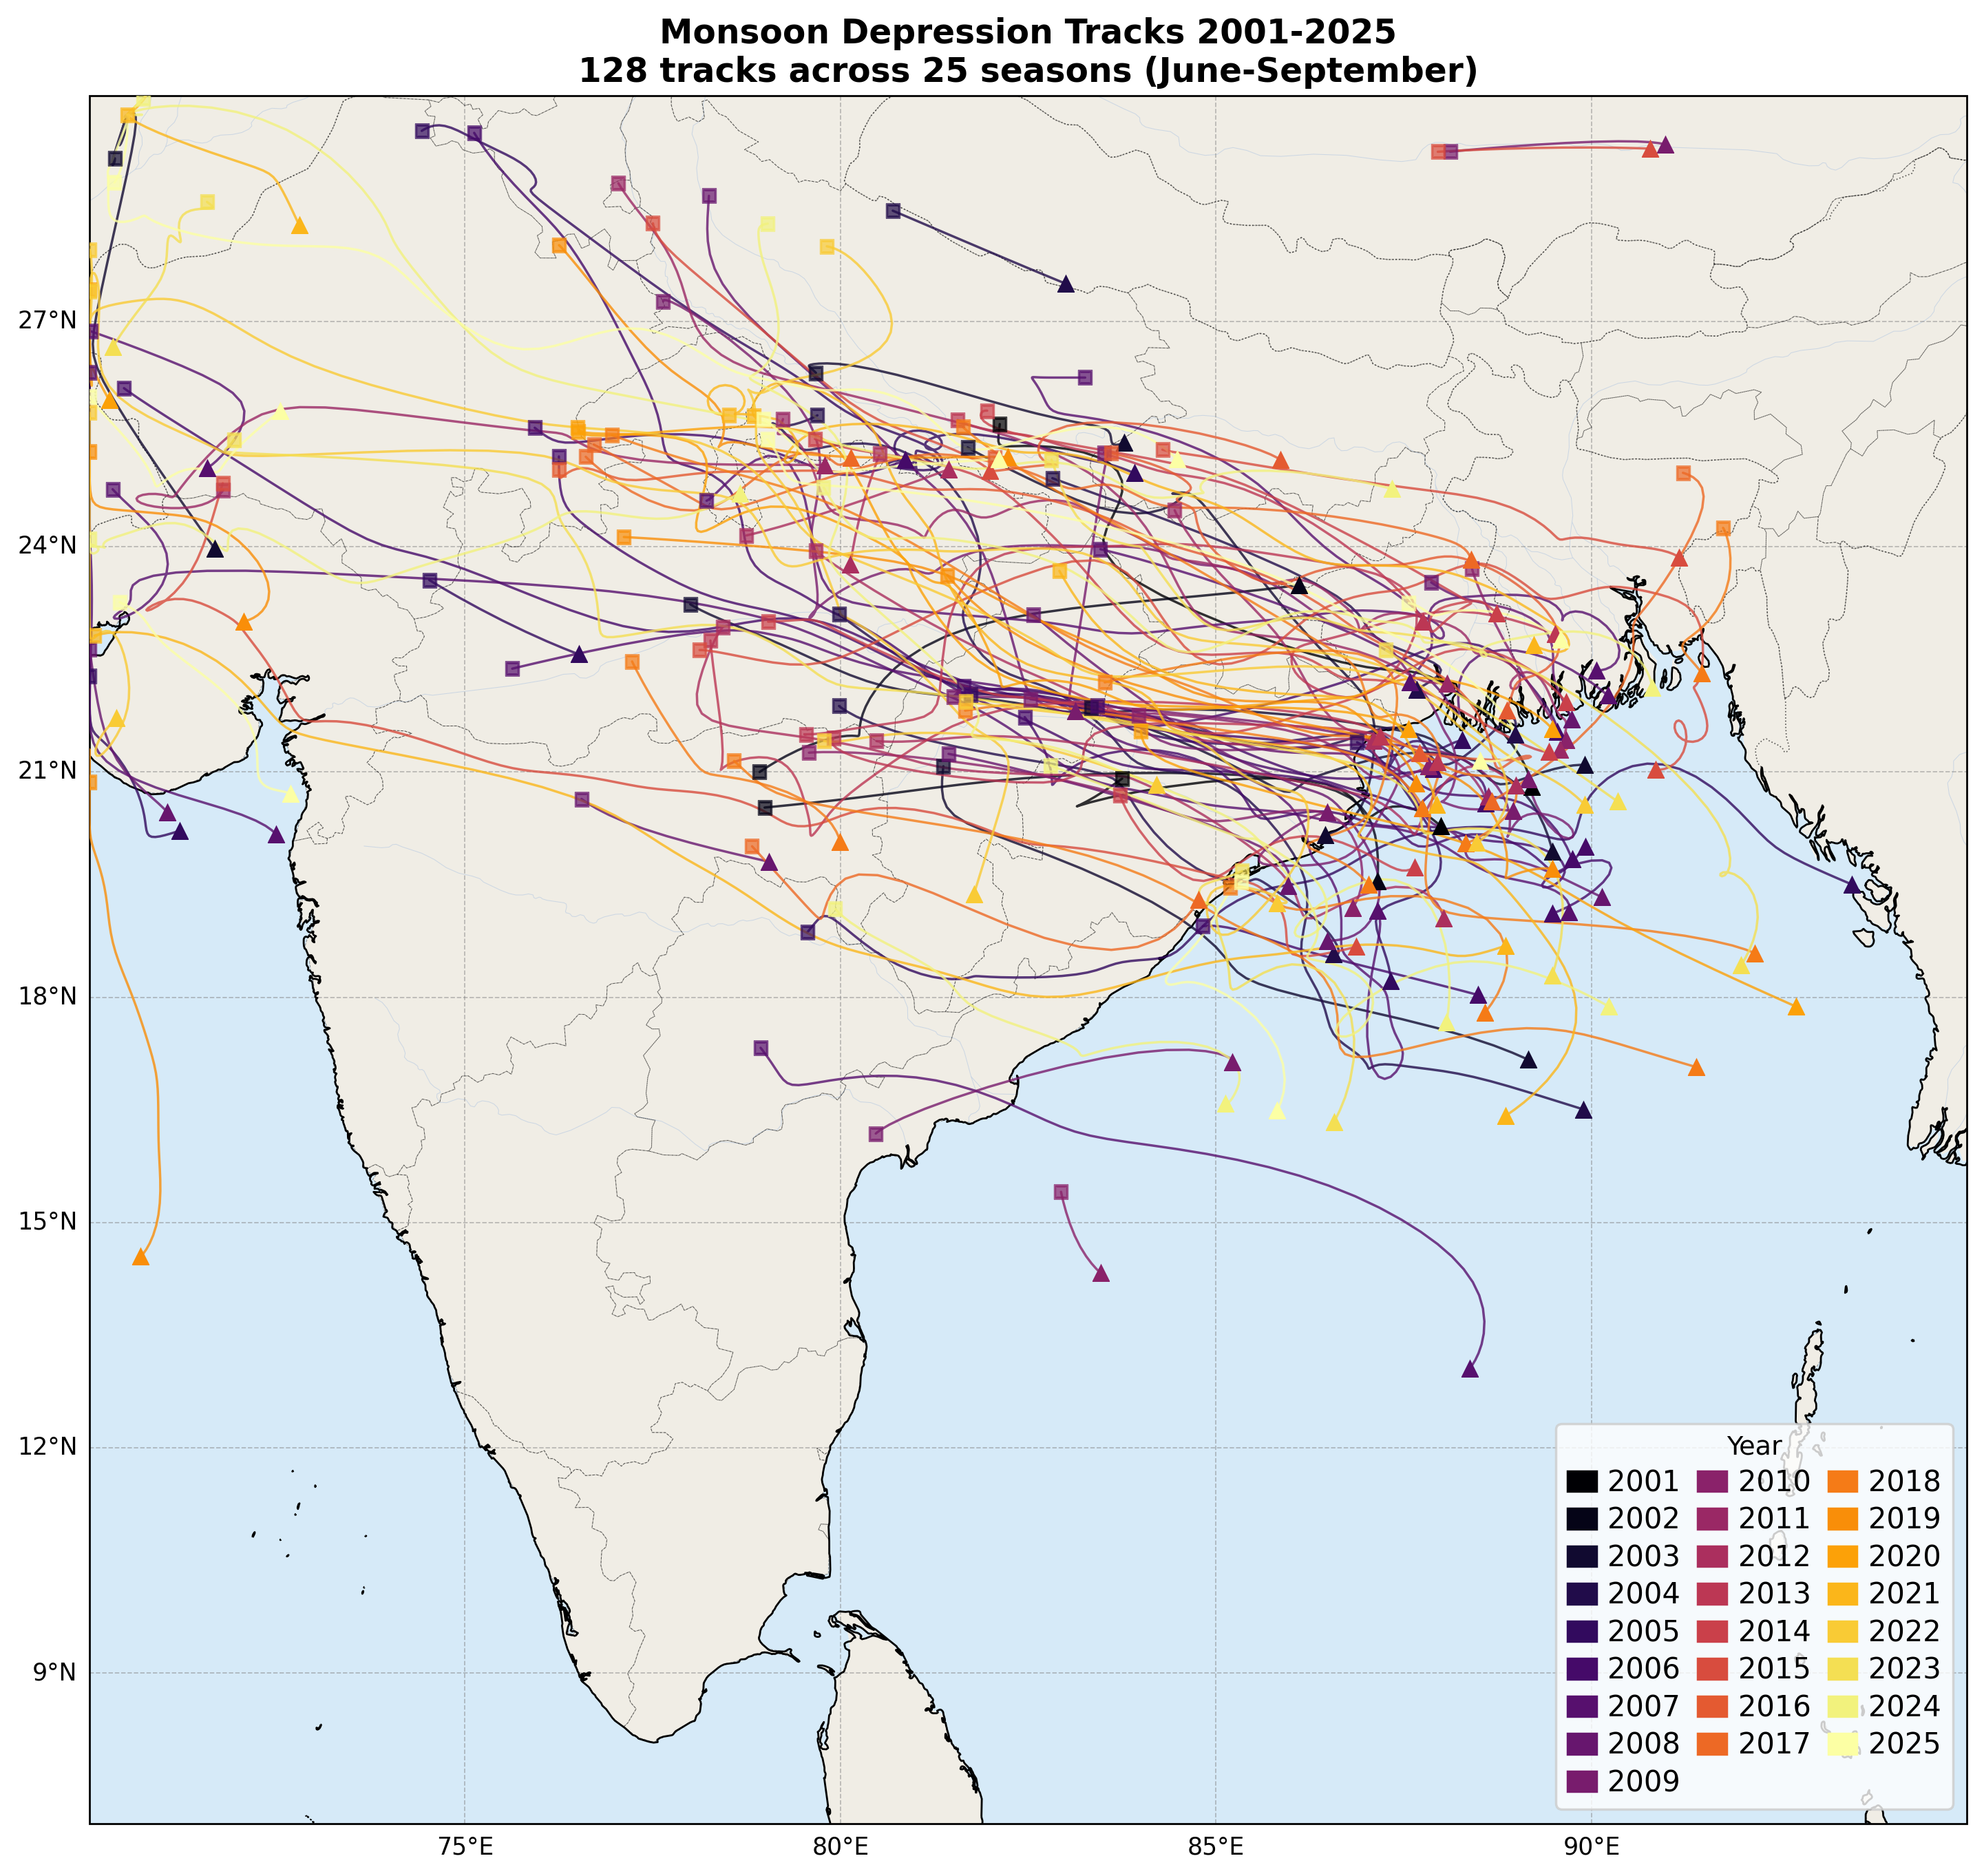 Monsoon Depression Tracks 2001-2025
128 tracks across 25 seasons (June-September)
27°N
24°N
21°N
18°N
15°N
12°N
9°N
75°E
80°E
85°E
90°E
Year
2001
2002
2003
2004
2005
2006
2007
2008
2009
2010
2011
2012
2013
2014
2015
2016
2017
2018
2019
2020
2021
2022
2023
2024
2025